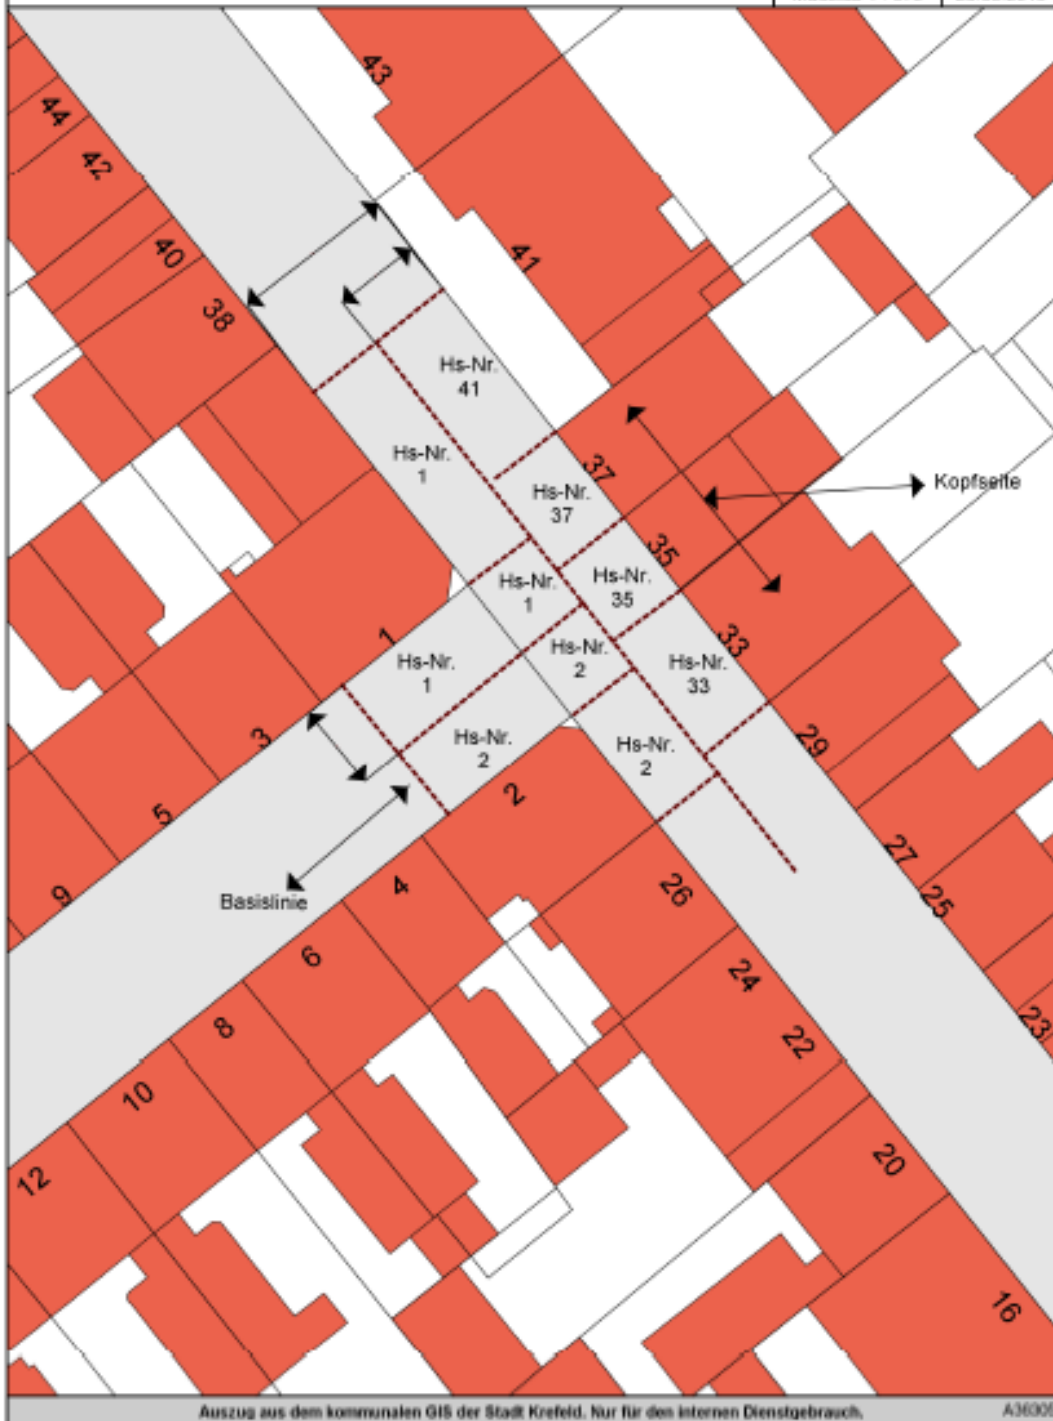 43
44
42
40
38
41
Hs-Nr.
41
Hs-Nr.
1
37
Hs-Nr.
37
Kopfseite
35
Hs-Nr.
35
Hs-Nr.
1
1
33
Hs-Nr.
33
Hs-Nr.
2
Hs-Nr.
1
3
Hs-Nr.
2
Hs-Nr.
2
29
5
2
27
9
Basislinie
4
26
25
6
24
8
22
23
10
12
20
16
Auszug aus dem kommunalen GIS der Stadt Krefeld. Nur für den internen Dienstgebrauch.